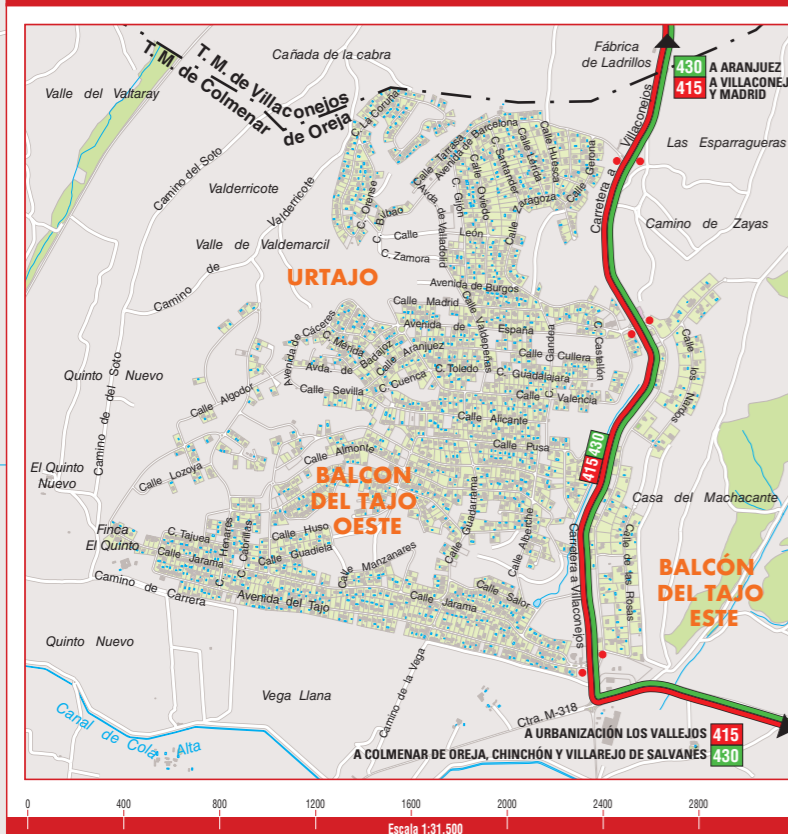 Cañada de la cabra
Fábrica
de Ladrillos
430 A ARANJUEZ
415 A VILLACONEJ
Y MADRID
T. M. de Villaconejos
T. M. de Colmenar
de Oreja
Valle del Valtaray
C. La Coruña
Calle Tarrasa
Avenida de Barcelona
C. Santander
Calle Lérida
Calle Huesca
Calle Gerona
Carretera a Villaconejos
Las Esparragueras
Camino del Soto
Valderricote
Camino de Valderricote
C. Orense
C. Bilbao
Avda. de Valladolid
C. Gijón
Calle Oviedo
Calle Zaragoza
Camino de Zayas
Valle de Valdemarcil
Calle León
C. Zamora
URTAJO
Avenida de Burgos
Calle Madrid
Calle Valdepeñas
Avenida de España
Calle Gandea
C. Castellón
Avenida de Cáceres
C. Mérida
Avda. de Badajoz
Calle Aranjuez
Calle Cullera
Calle los Nardos
C. Toledo
C. Guadalajara
Quinto Nuevo
Camino de del Soto
Calle Algodor
Calle Sevilla
C. Cuenca
C. Valencia
Calle Alicante
Calle Pusa
415 430
El Quinto
Nuevo
Calle Lozoya
Calle Almonte
BALCON
DEL TAJO
OESTE
Calle Guadarrama
Calle Alberche
Casa del Machacante
Finca
El Quinto
C. Tajuea
C. Henares
C. Cabrillas
Calle Huso
Calle Guadiela
Calle Jarama
Calle Manzanares
Carretera a Villaconejos
Calle de las Rosas
BALCÓN
DEL TAJO
ESTE
Camino de Carrera
Avenida del Tajo
Calle Jarama
Calle Salor
Quinto Nuevo
Vega Llana
Camino de la Vega
Ctra. M-318
Canal de Cola Alta
A URBANIZACIÓN LOS VALLEJOS 415
A COLMENAR DE OREJA, CHINCHÓN Y VILLAREJO DE SALVANÉS 430
0 400 800 1200 1600 2000 2400 2800
Escala 1:31.500